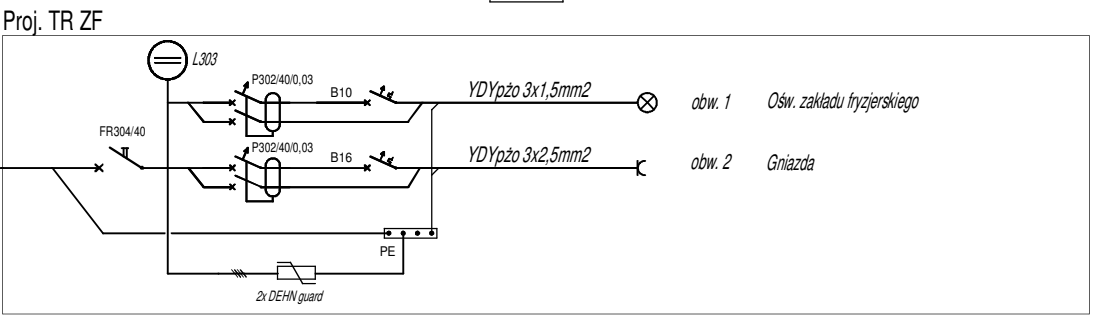 Proj. TR ZF
L303
P302/40/0,03
B10
YDYpżo 3x1,5mm2
obw. 1
Ośw. zakładu fryzjerskiego
FR304/40
P302/40/0,03
B16
YDYpżo 3x2,5mm2
obw. 2
Gniazda
PE
2x DEHN guard